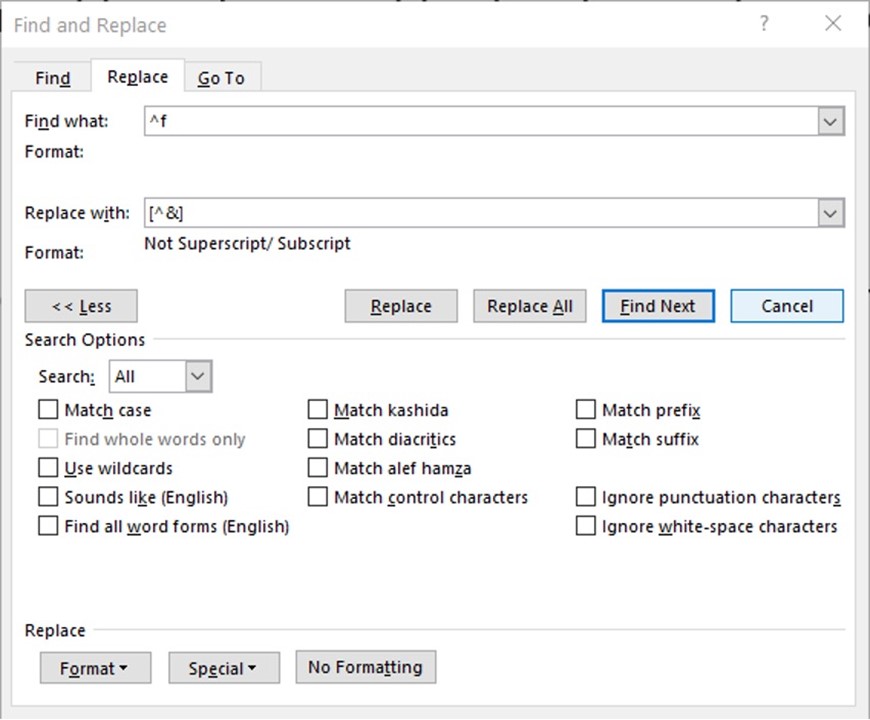 Find and Replace ?
Find Replace Go To
Find what: ^f
Format:
Replace with: [^&]
Format: Not Superscript/ Subscript
<< Less Replace Replace All Find Next Cancel
Search Options
Search: All
Match case Match kashida Match prefix
Find whole words only Match diacritics Match suffix
Use wildcards Match alef hamza
Sounds like (English) Match control characters Ignore punctuation characters
Find all word forms (English) Ignore white-space characters
Replace
Format Special No Formatting